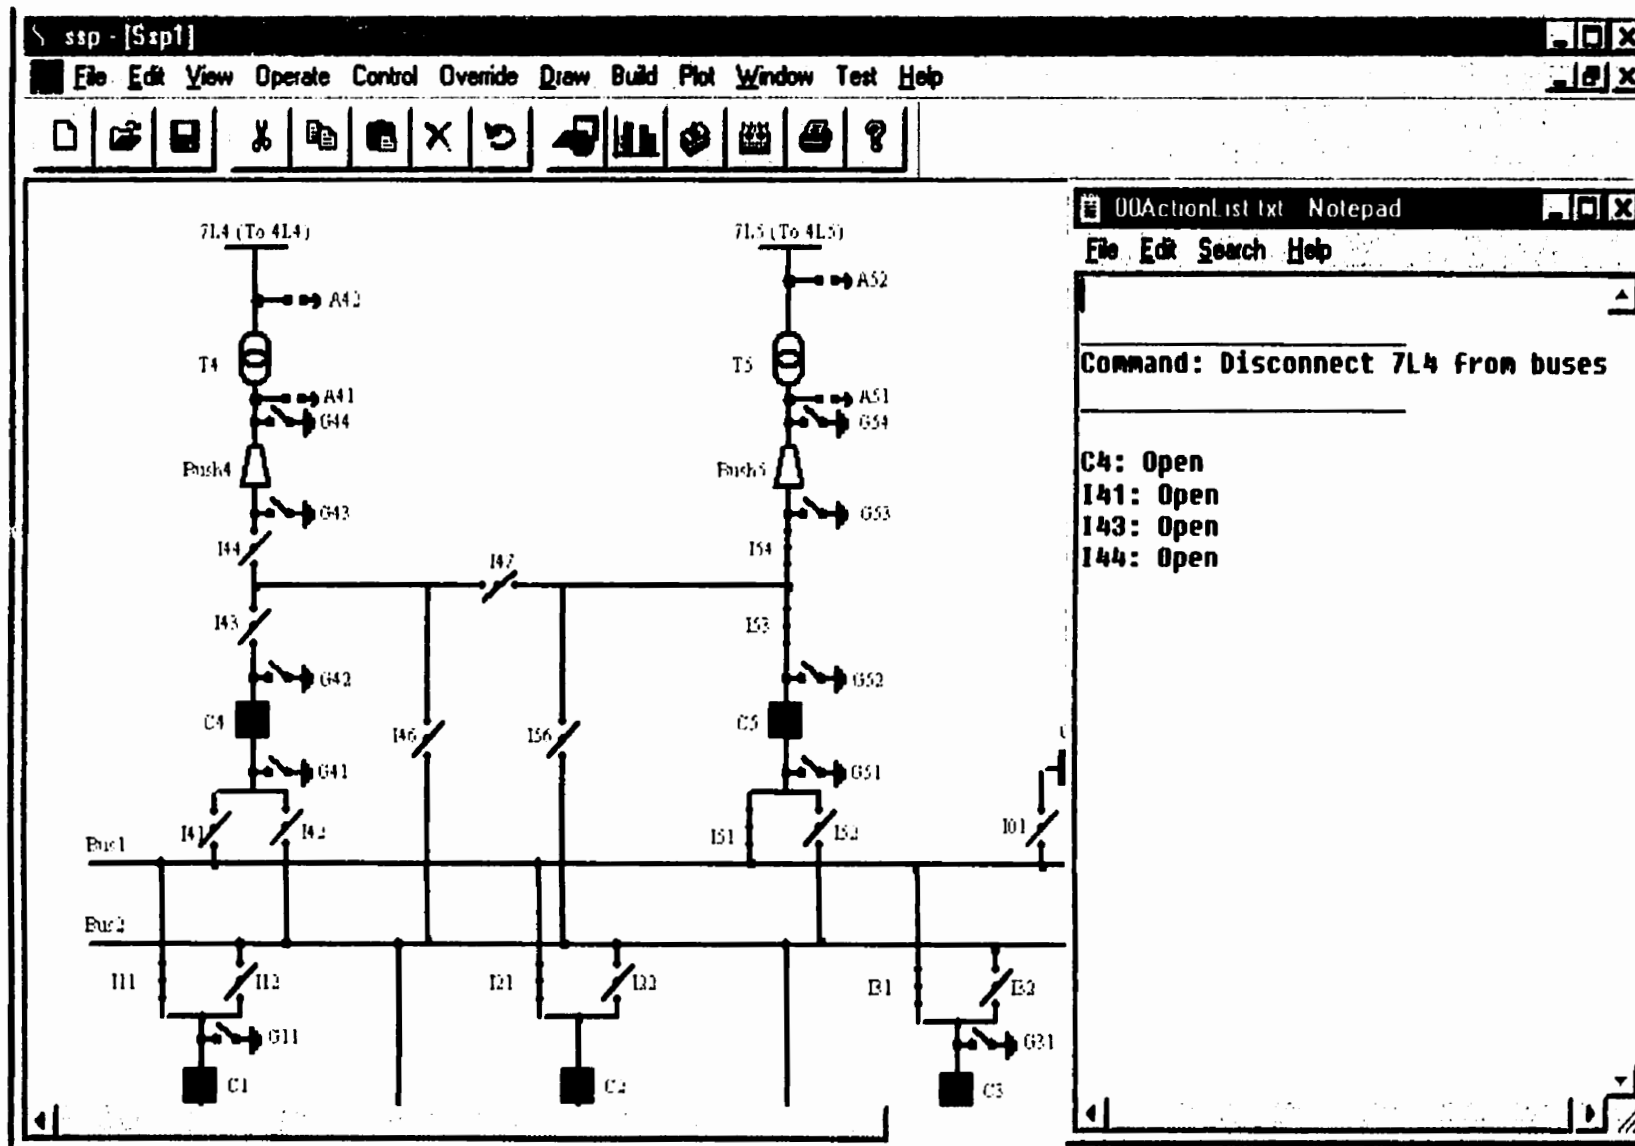 ssp - [Ssp1]
File Edit View Operate Control Override Draw Build Plot Window Test Help
00ActionList.txt Notepad
File Edit Search Help
Command: Disconnect 7L4 from buses
C4: Open
I41: Open
I43: Open
I44: Open
7L4 (To 4L4)
7L5 (To 4L5)
A42
A52
T4
T5
A41
A51
G44
G54
Bush4
Bush5
G43
G53
I44
I47
I54
I43
I53
G42
G52
C4
I46
I56
C5
G41
G51
I41
I42
I51
I52
I01
Bus1
Bus2
I11
I12
I21
I22
I31
I32
G11
G31
C1
C2
C3